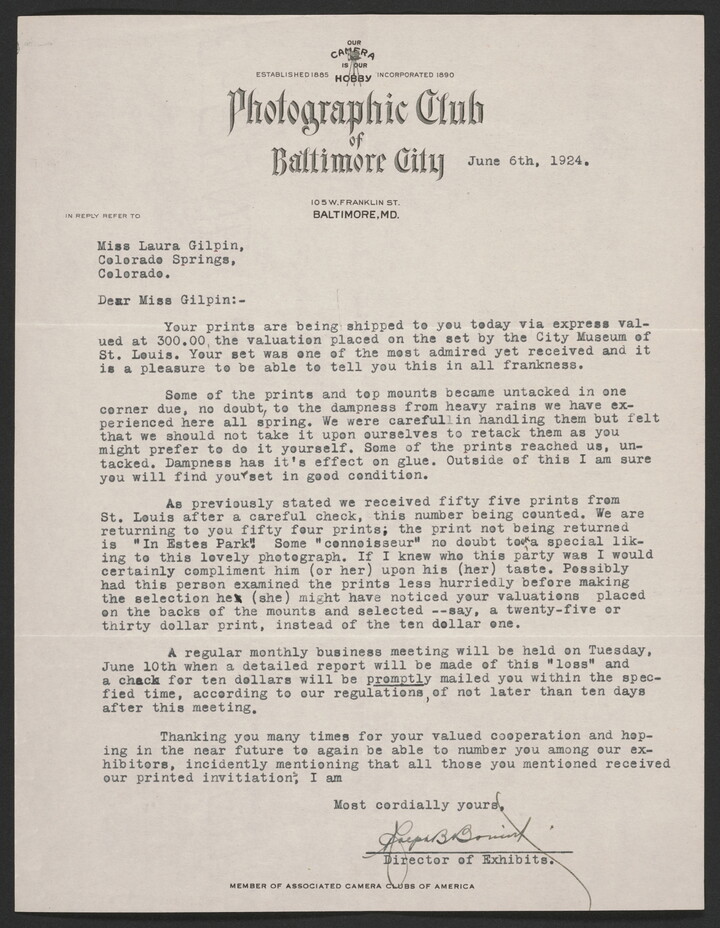 OUR
CAMERA
IS OUR
HOBBY
ESTABLISHED 1885 INCORPORATED 1890
Photographic Club
of
Baltimore City
June 6th, 1924.
105 W. FRANKLIN ST.
BALTIMORE, MD.
IN REPLY REFER TO
Miss Laura Gilpin,
Colorado Springs,
Colorado.
Dear Miss Gilpin:-
Your prints are being shipped to you today via express val-
ued at 300.00, the valuation placed on the set by the City Museum of
St. Louis. Your set was one of the most admired yet received and it
is a pleasure to be able to tell you this in all frankness.
Some of the prints and top mounts became untacked in one
corner due, no doubt, to the dampness from heavy rains we have ex-
perienced here all spring. We were careful in handling them but felt
that we should not take it upon ourselves to retack them as you
might prefer to do it yourself. Some of the prints reached us, un-
tacked. Dampness has it's effect on glue. Outside of this I am sure
you will find your set in good condition.
As previously stated we received fifty five prints from
St. Louis after a careful check, this number being counted. We are
returning to you fifty four prints; the print not being returned
is "In Estes Park". Some "connoisseur" no doubt took a special lik-
ing to this lovely photograph. If I knew who this party was I would
certainly compliment him (or her) upon his (her) taste. Possibly
had this person examined the prints less hurriedly before making
the selection he (she) might have noticed your valuations placed
on the backs of the mounts and selected --say, a twenty-five or
thirty dollar print, instead of the ten dollar one.
A regular monthly business meeting will be held on Tuesday,
June 10th when a detailed report will be made of this "loss" and
a check for ten dollars will be promptly mailed you within the spec-
fied time, according to our regulations, of not later than ten days
after this meeting.
Thanking you many times for your valued cooperation and hop-
ing in the near future to again be able to number you among our ex-
hibitors, incidently mentioning that all those you mentioned received
our printed invitiation, I am
Most cordially yours,
Director of Exhibits.
MEMBER OF ASSOCIATED CAMERA CLUBS OF AMERICA